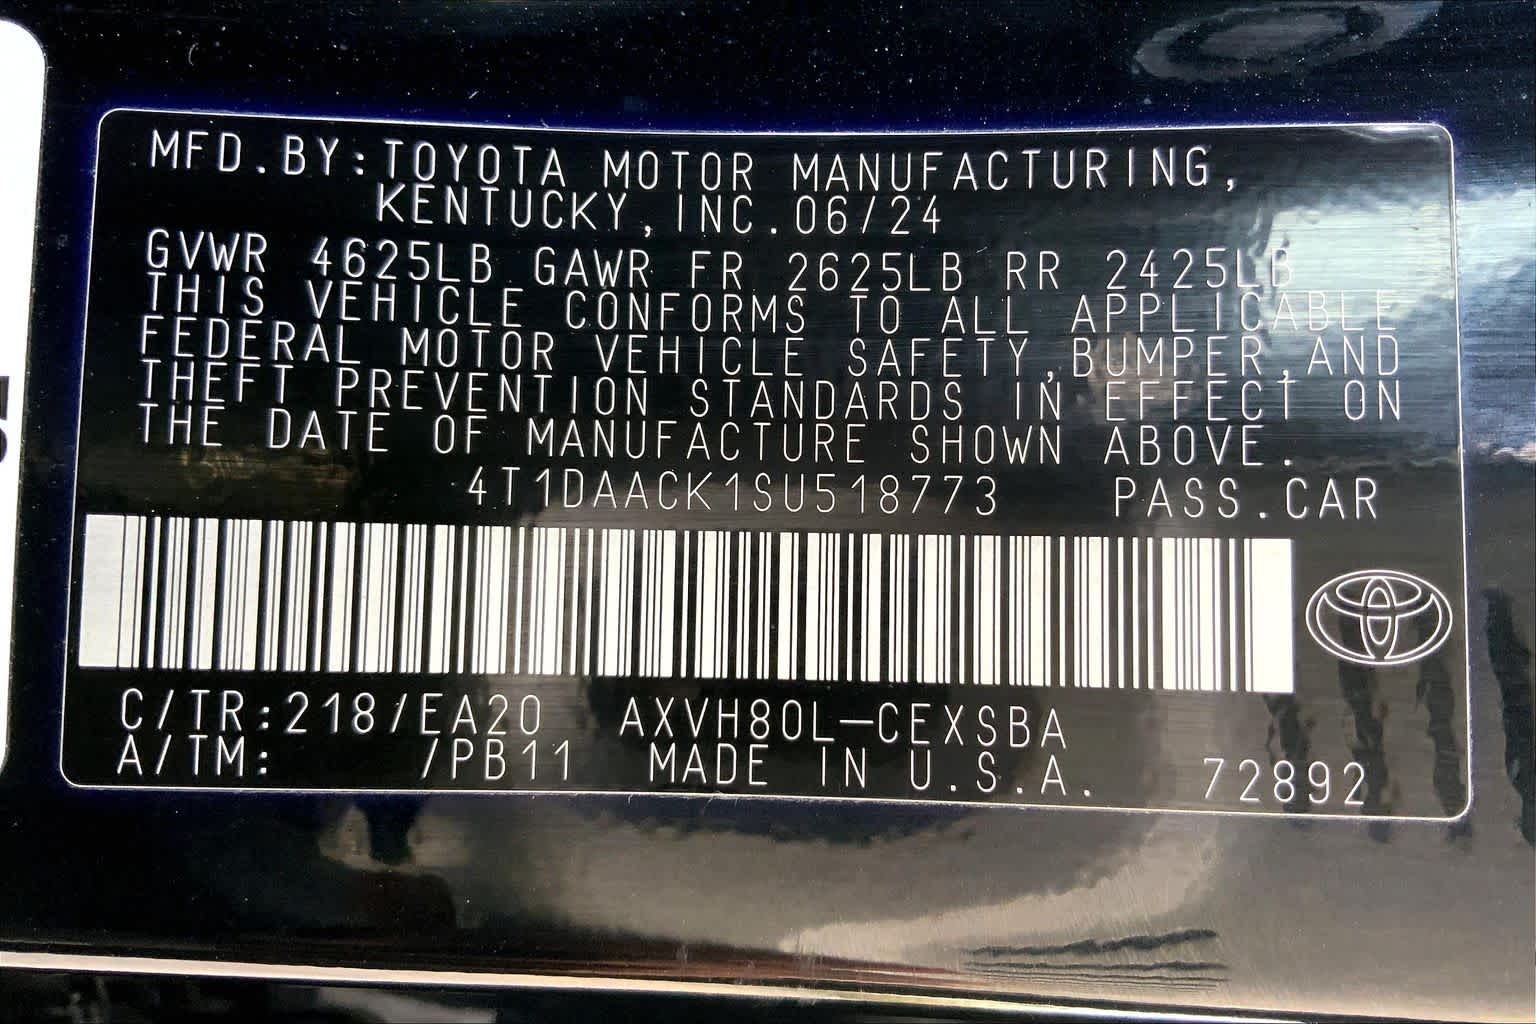 MFD.BY:TOYOTA MOTOR MANUFACTURING,
KENTUCKY,INC.06/24
GVWR 4625LB GAWR FR 2625LB RR 2425LB
THIS VEHICLE CONFORMS TO ALL APPLICABLE
FEDERAL MOTOR VEHICLE SAFETY,BUMPER,AND
THEFT PREVENTION STANDARDS IN EFFECT ON
THE DATE OF MANUFACTURE SHOWN ABOVE.
4T1DAACK1SU518773 PASS.CAR
C/TR:218/EA20 AXVH80L-CEXSBA
A/TM: /PB11 MADE IN U.S.A. 72892